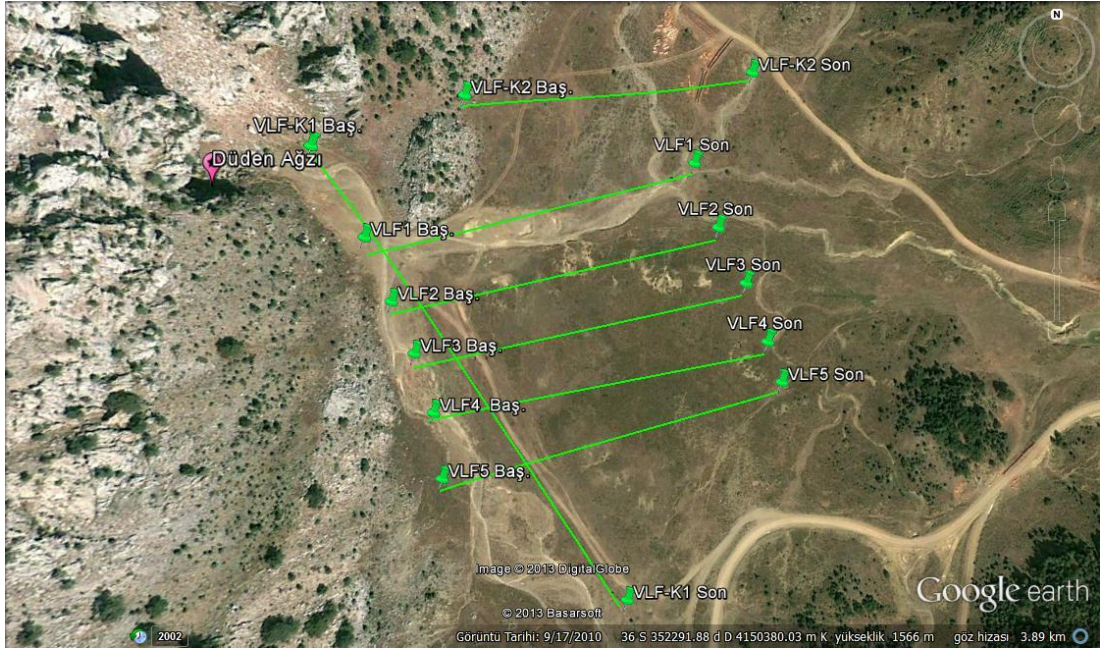 N
VLF-K2 Son
VLF-K2 Baş.
VLF-K1 Baş.
VLF1 Son
Düden Ağzı
VLF2 Son
VLF1 Baş.
VLF3 Son
VLF2 Baş.
VLF4 Son
VLF3 Baş.
VLF5 Son
VLF4 Baş.
VLF5 Baş.
Image © 2013 DigitalGlobe
VLF-K1 Son
Google earth
© 2013 Basarsoft
2002
Görüntü Tarihi: 9/17/2010 36 S 352291.88 d D 4150380.03 m K yükseklik 1566 m göz hizası 3.89 km